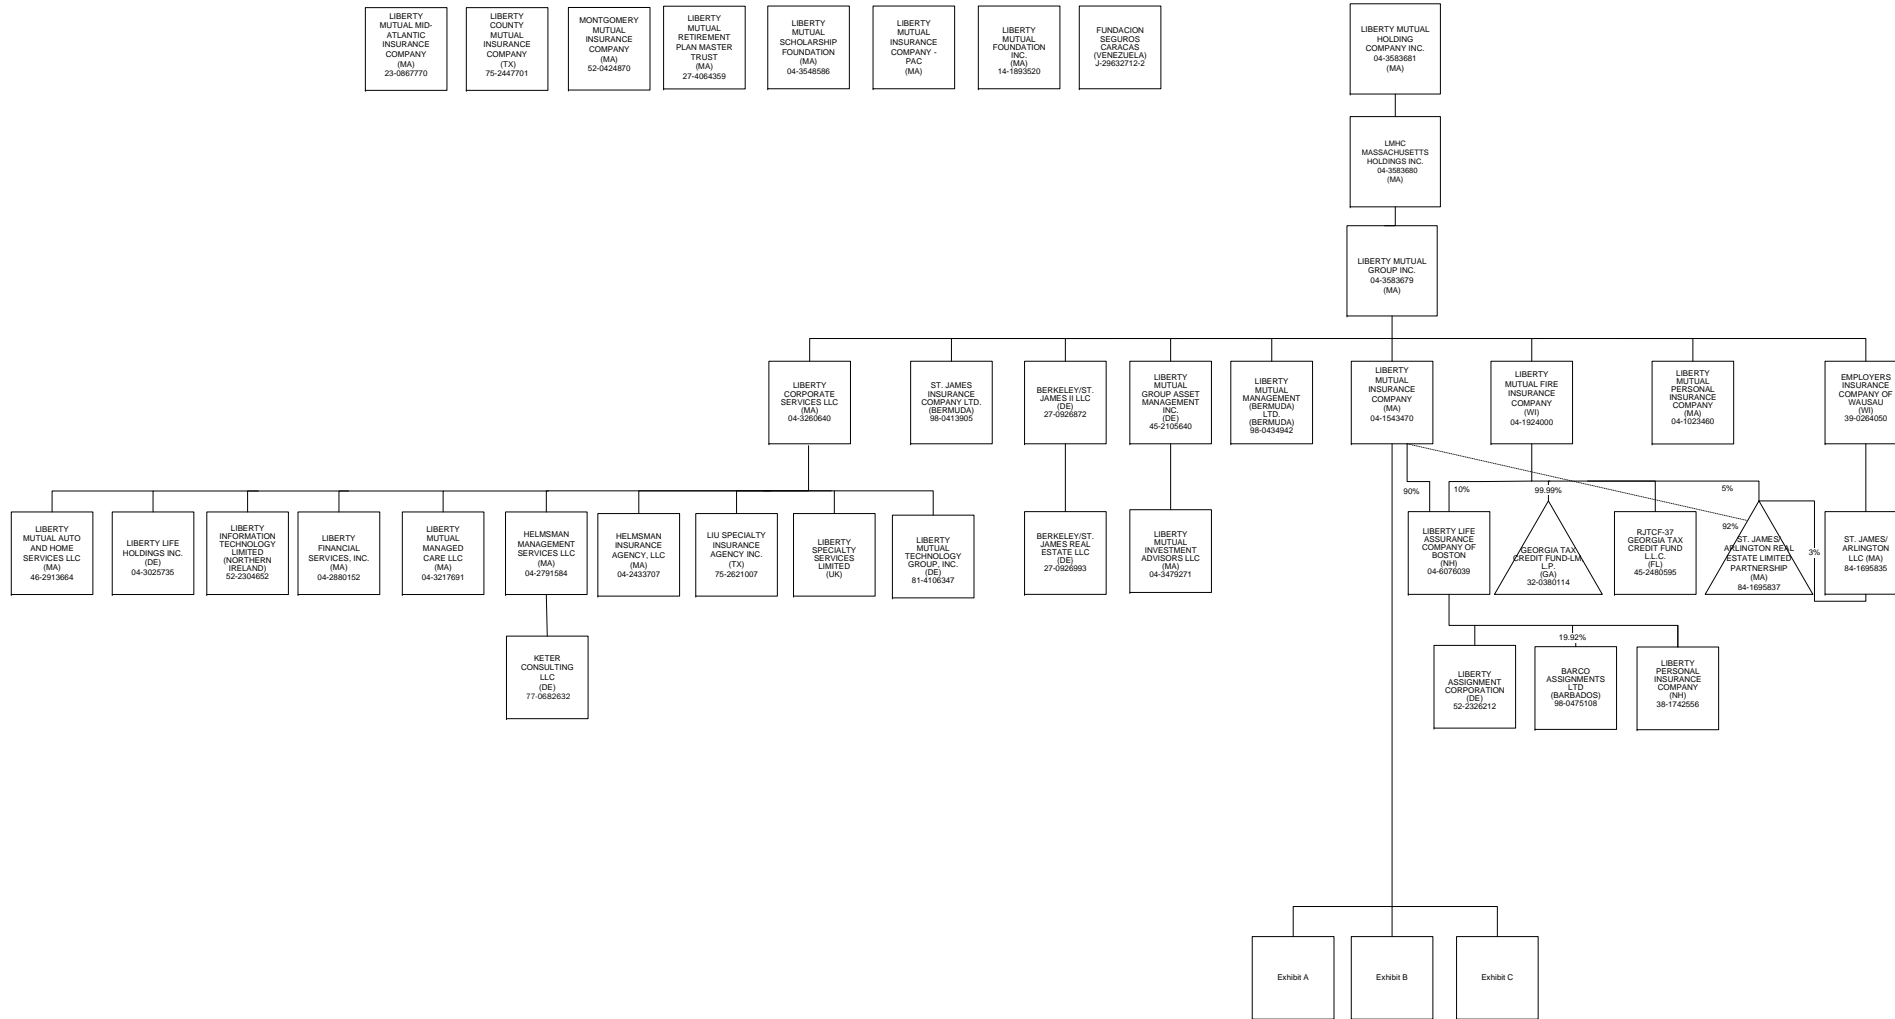 LIBERTY
MUTUAL MID-
ATLANTIC
INSURANCE
COMPANY
(MA)
23-0867770
LIBERTY
COUNTY
MUTUAL
INSURANCE
COMPANY
(TX)
75-2447701
MONTGOMERY
MUTUAL
INSURANCE
COMPANY
(MA)
52-0424870
LIBERTY
MUTUAL
RETIREMENT
PLAN MASTER
TRUST
(MA)
27-4064359
LIBERTY
MUTUAL
SCHOLARSHIP
FOUNDATION
(MA)
04-3548586
LIBERTY
MUTUAL
INSURANCE
COMPANY -
PAC
(MA)
LIBERTY
MUTUAL
FOUNDATION
INC.
(MA)
14-1893520
FUNDACION
SEGUROS
CARACAS
(VENEZUELA)
J-29632712-2
LIBERTY MUTUAL
HOLDING
COMPANY INC.
04-3583681
(MA)
LMHC
MASSACHUSETTS
HOLDINGS INC.
04-3583680
(MA)
LIBERTY MUTUAL
GROUP INC.
04-3583679
(MA)
LIBERTY
CORPORATE
SERVICES LLC
(MA)
04-3260640
ST. JAMES
INSURANCE
COMPANY LTD.
(BERMUDA)
98-0413905
BERKELEY/ST.
JAMES II LLC
(DE)
27-0926872
LIBERTY
MUTUAL
GROUP ASSET
MANAGEMENT
INC.
(DE)
45-2105640
LIBERTY
MUTUAL
MANAGEMENT
(BERMUDA)
LTD.
(BERMUDA)
98-0434942
LIBERTY
MUTUAL
INSURANCE
COMPANY
(MA)
04-1543470
LIBERTY
MUTUAL FIRE
INSURANCE
COMPANY
(WI)
04-1924000
LIBERTY
MUTUAL
PERSONAL
INSURANCE
COMPANY
(MA)
04-1023460
EMPLOYERS
INSURANCE
COMPANY OF
WAUSAU
(WI)
39-0264050
90%
10%
99.99%
5%
92%
3%
LIBERTY
MUTUAL AUTO
AND HOME
SERVICES LLC
(MA)
46-2913664
LIBERTY LIFE
HOLDINGS INC.
(DE)
04-3025735
LIBERTY
INFORMATION
TECHNOLOGY
LIMITED
(NORTHERN
IRELAND)
52-2304652
LIBERTY
FINANCIAL
SERVICES, INC.
(MA)
04-2880152
LIBERTY
MUTUAL
MANAGED
CARE LLC
(MA)
04-3217691
HELMSMAN
MANAGEMENT
SERVICES LLC
(MA)
04-2791584
HELMSMAN
INSURANCE
AGENCY, LLC
(MA)
04-2433707
LIU SPECIALTY
INSURANCE
AGENCY INC.
(TX)
75-2621007
LIBERTY
SPECIALTY
SERVICES
LIMITED
(UK)
LIBERTY
MUTUAL
TECHNOLOGY
GROUP, INC.
(DE)
81-4106347
BERKELEY/ST.
JAMES REAL
ESTATE LLC
(DE)
27-0926993
LIBERTY
MUTUAL
INVESTMENT
ADVISORS LLC
(MA)
04-3479271
LIBERTY LIFE
ASSURANCE
COMPANY OF
BOSTON
(NH)
04-6076039
GEORGIA TAX
CREDIT FUND-LM
L.P.
(GA)
32-0380114
RJTCF-37
GEORGIA TAX
CREDIT FUND
L.L.C.
(FL)
45-2480595
ST. JAMES/
ARLINGTON REAL
ESTATE LIMITED
PARTNERSHIP
(MA)
84-1695837
ST. JAMES/
ARLINGTON
LLC (MA)
84-1695835
KETER
CONSULTING
LLC
(DE)
77-0682632
19.92%
LIBERTY
ASSIGNMENT
CORPORATION
(DE)
52-2326212
BARCO
ASSIGNMENTS
LTD
(BARBADOS)
98-0475108
LIBERTY
PERSONAL
INSURANCE
COMPANY
(NH)
38-1742556
Exhibit A
Exhibit B
Exhibit C